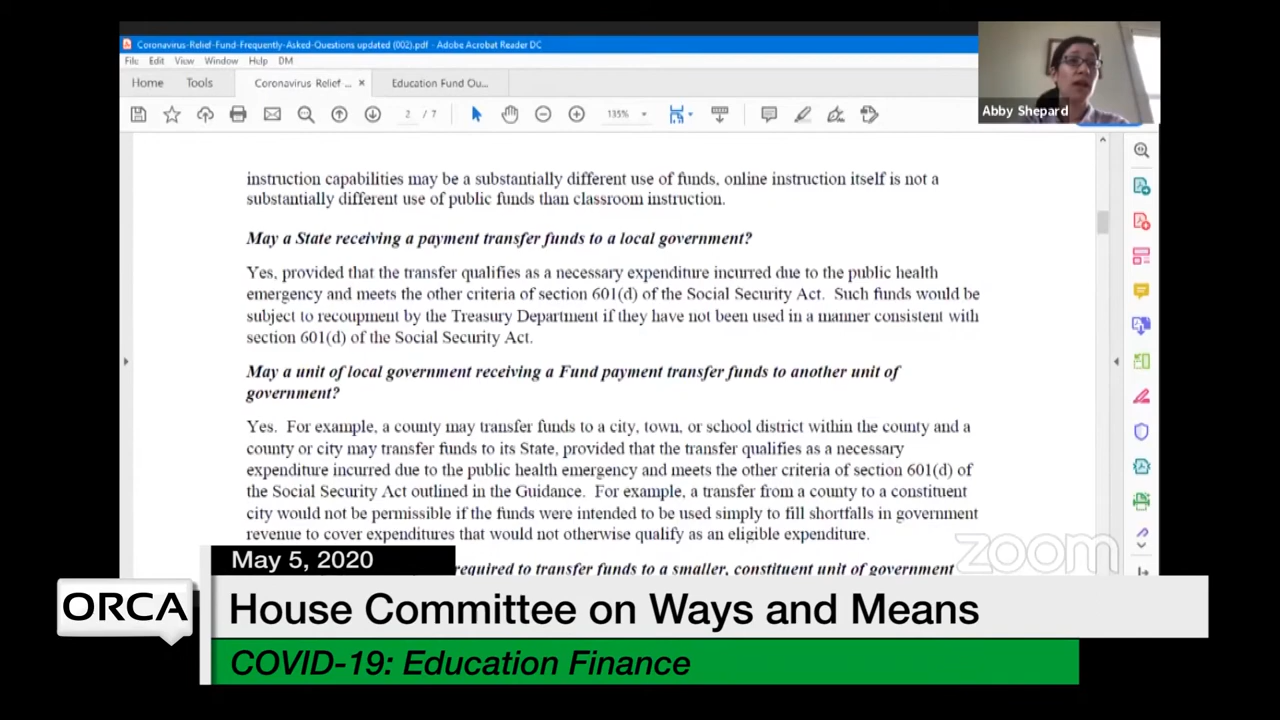 Coronavirus-Relief-Fund-Frequently-Asked-Questions updated (002).pdf - Adobe Acrobat Reader DC
File Edit View Window Help DM
Home Tools Coronavirus Relief ... × Education Fund Ou...
2 / 7 135%
Abby Shepard
instruction capabilities may be a substantially different use of funds, online instruction itself is not a
substantially different use of public funds than classroom instruction.
May a State receiving a payment transfer funds to a local government?
Yes, provided that the transfer qualifies as a necessary expenditure incurred due to the public health
emergency and meets the other criteria of section 601(d) of the Social Security Act. Such funds would be
subject to recoupment by the Treasury Department if they have not been used in a manner consistent with
section 601(d) of the Social Security Act.
May a unit of local government receiving a Fund payment transfer funds to another unit of
government?
Yes. For example, a county may transfer funds to a city, town, or school district within the county and a
county or city may transfer funds to its State, provided that the transfer qualifies as a necessary
expenditure incurred due to the public health emergency and meets the other criteria of section 601(d) of
the Social Security Act outlined in the Guidance. For example, a transfer from a county to a constituent
city would not be permissible if the funds were intended to be used simply to fill shortfalls in government
revenue to cover expenditures that would not otherwise qualify as an eligible expenditure.
required to transfer funds to a smaller, constituent unit of government
zoom
May 5, 2020
ORCA
House Committee on Ways and Means
COVID-19: Education Finance